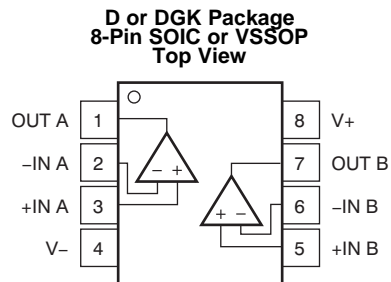 D or DGK Package
8-Pin SOIC or VSSOP
Top View
OUT A 1 8 V+
−IN A 2 7 OUT B
+IN A 3 6 −IN B
V− 4 5 +IN B
− +
+ −